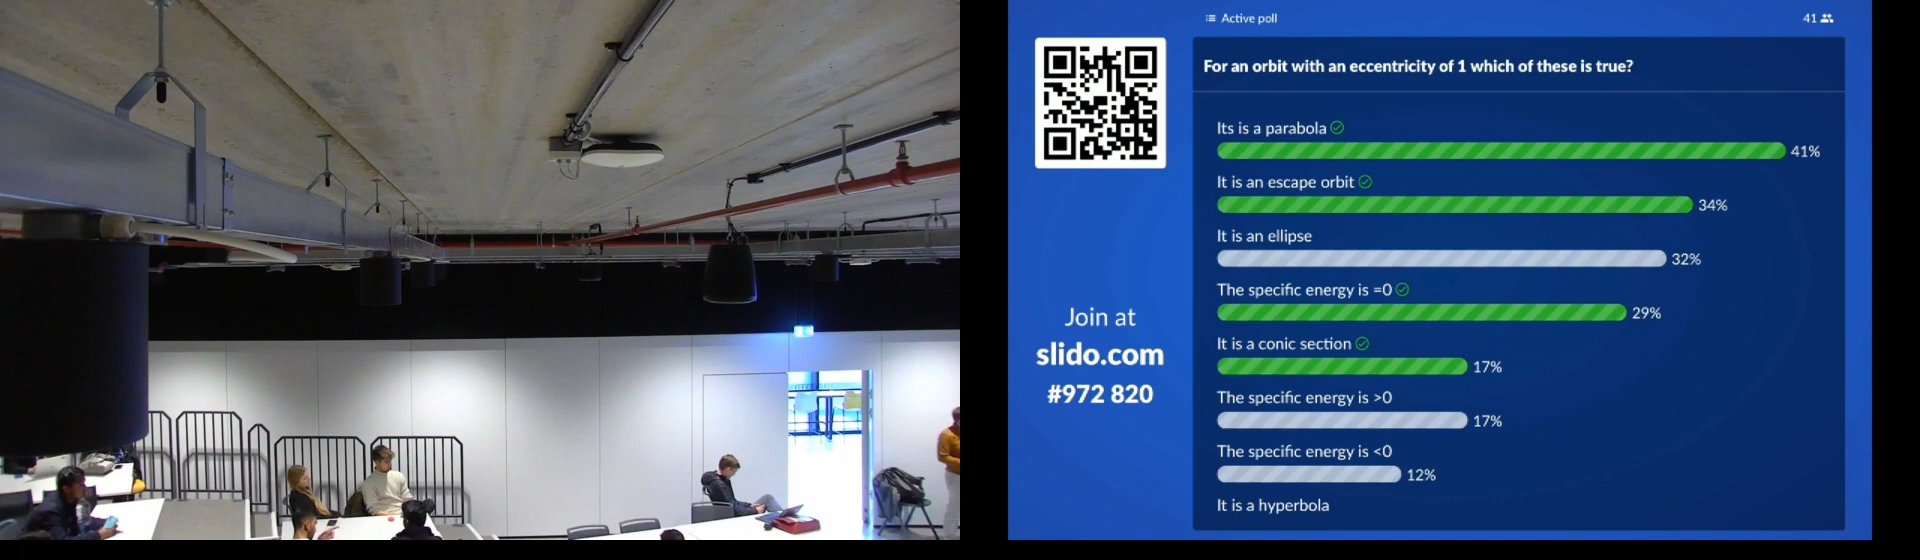 Active poll
41
For an orbit with an eccentricity of 1 which of these is true?
Its is a parabola
41%
It is an escape orbit
34%
It is an ellipse
32%
The specific energy is =0
29%
It is a conic section
17%
The specific energy is >0
17%
The specific energy is <0
12%
It is a hyperbola
Join at
slido.com
#972 820